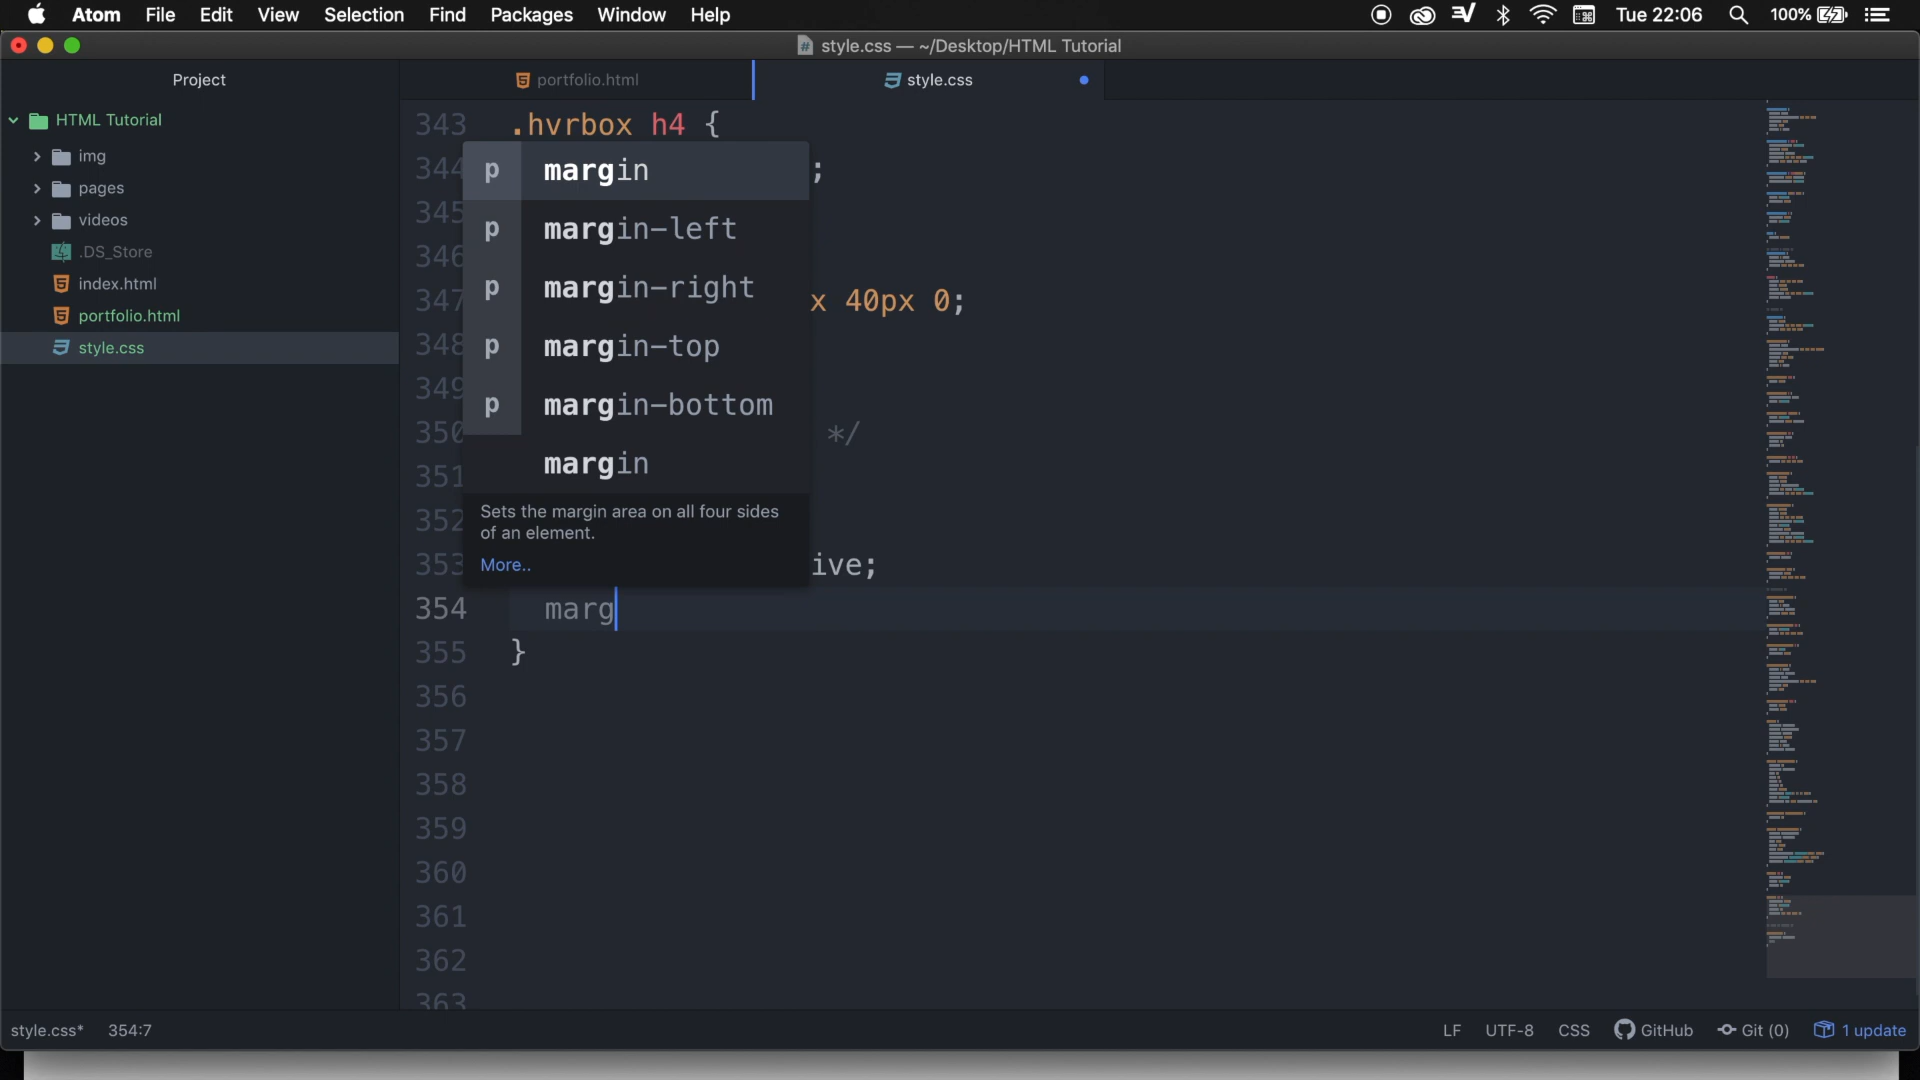 Atom File Edit View Selection Find Packages Window Help Tue 22:06 100%
style.css — ~/Desktop/HTML Tutorial
Project
portfolio.html
style.css
HTML Tutorial
img
pages
videos
.DS_Store
index.html
portfolio.html
style.css
343 .hvrbox h4 {
344 ;
345
346
347 x 40px 0;
348
349
350 */
351
352
353 ive;
354 marg
355 }
356
357
358
359
360
361
362
363
p margin
p margin-left
p margin-right
p margin-top
p margin-bottom
margin
Sets the margin area on all four sides
of an element.
More..
style.css* 354:7 LF UTF-8 CSS GitHub Git (0) 1 update